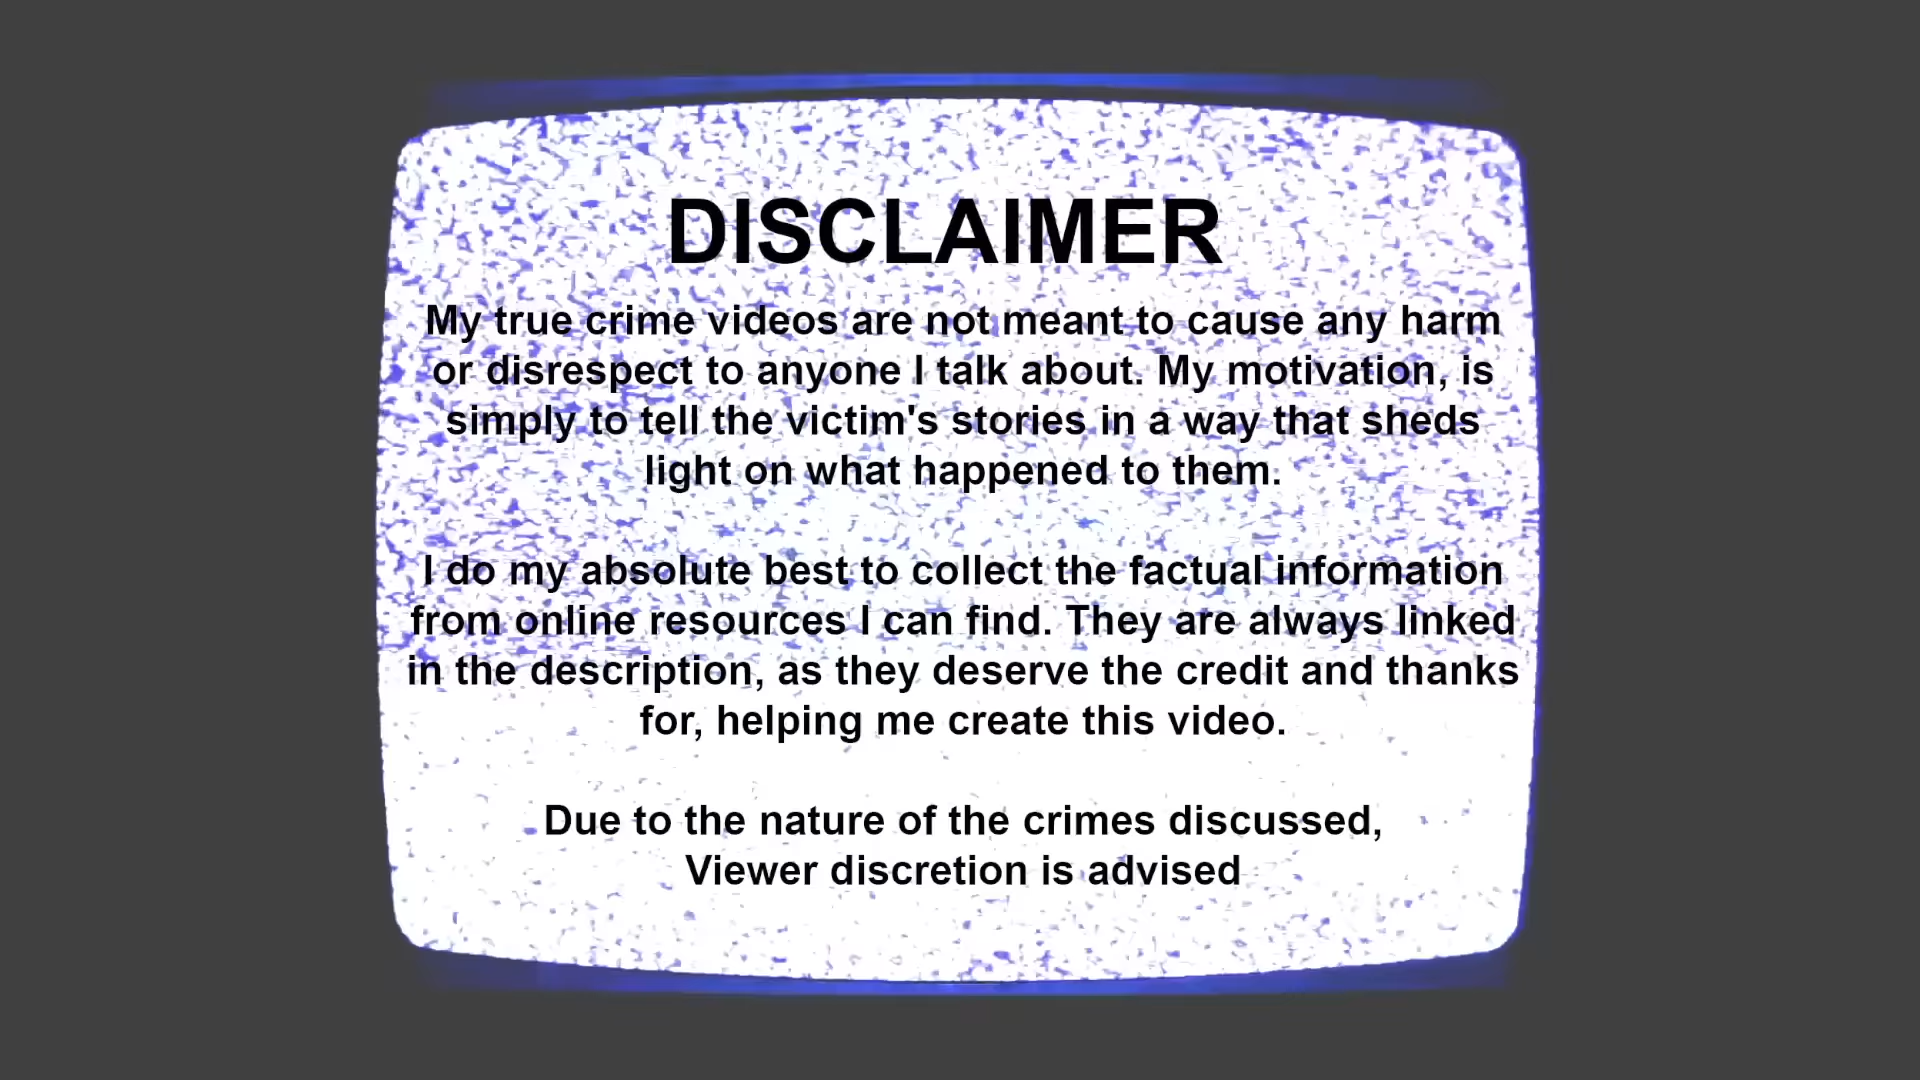 DISCLAIMER
My true crime videos are not meant to cause any harm
or disrespect to anyone I talk about. My motivation, is
simply to tell the victim's stories in a way that sheds
light on what happened to them.
I do my absolute best to collect the factual information
from online resources I can find. They are always linked
in the description, as they deserve the credit and thanks
for, helping me create this video.
Due to the nature of the crimes discussed,
Viewer discretion is advised